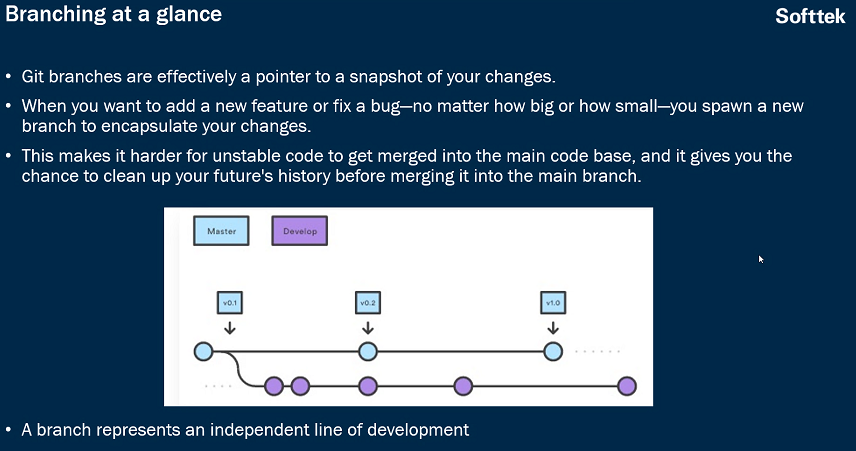 Branching at a glance
Softtek
• Git branches are effectively a pointer to a snapshot of your changes.
• When you want to add a new feature or fix a bug—no matter how big or how small—you spawn a new
branch to encapsulate your changes.
• This makes it harder for unstable code to get merged into the main code base, and it gives you the
chance to clean up your future's history before merging it into the main branch.
Master
Develop
v0.1
v0.2
v1.0
• A branch represents an independent line of development